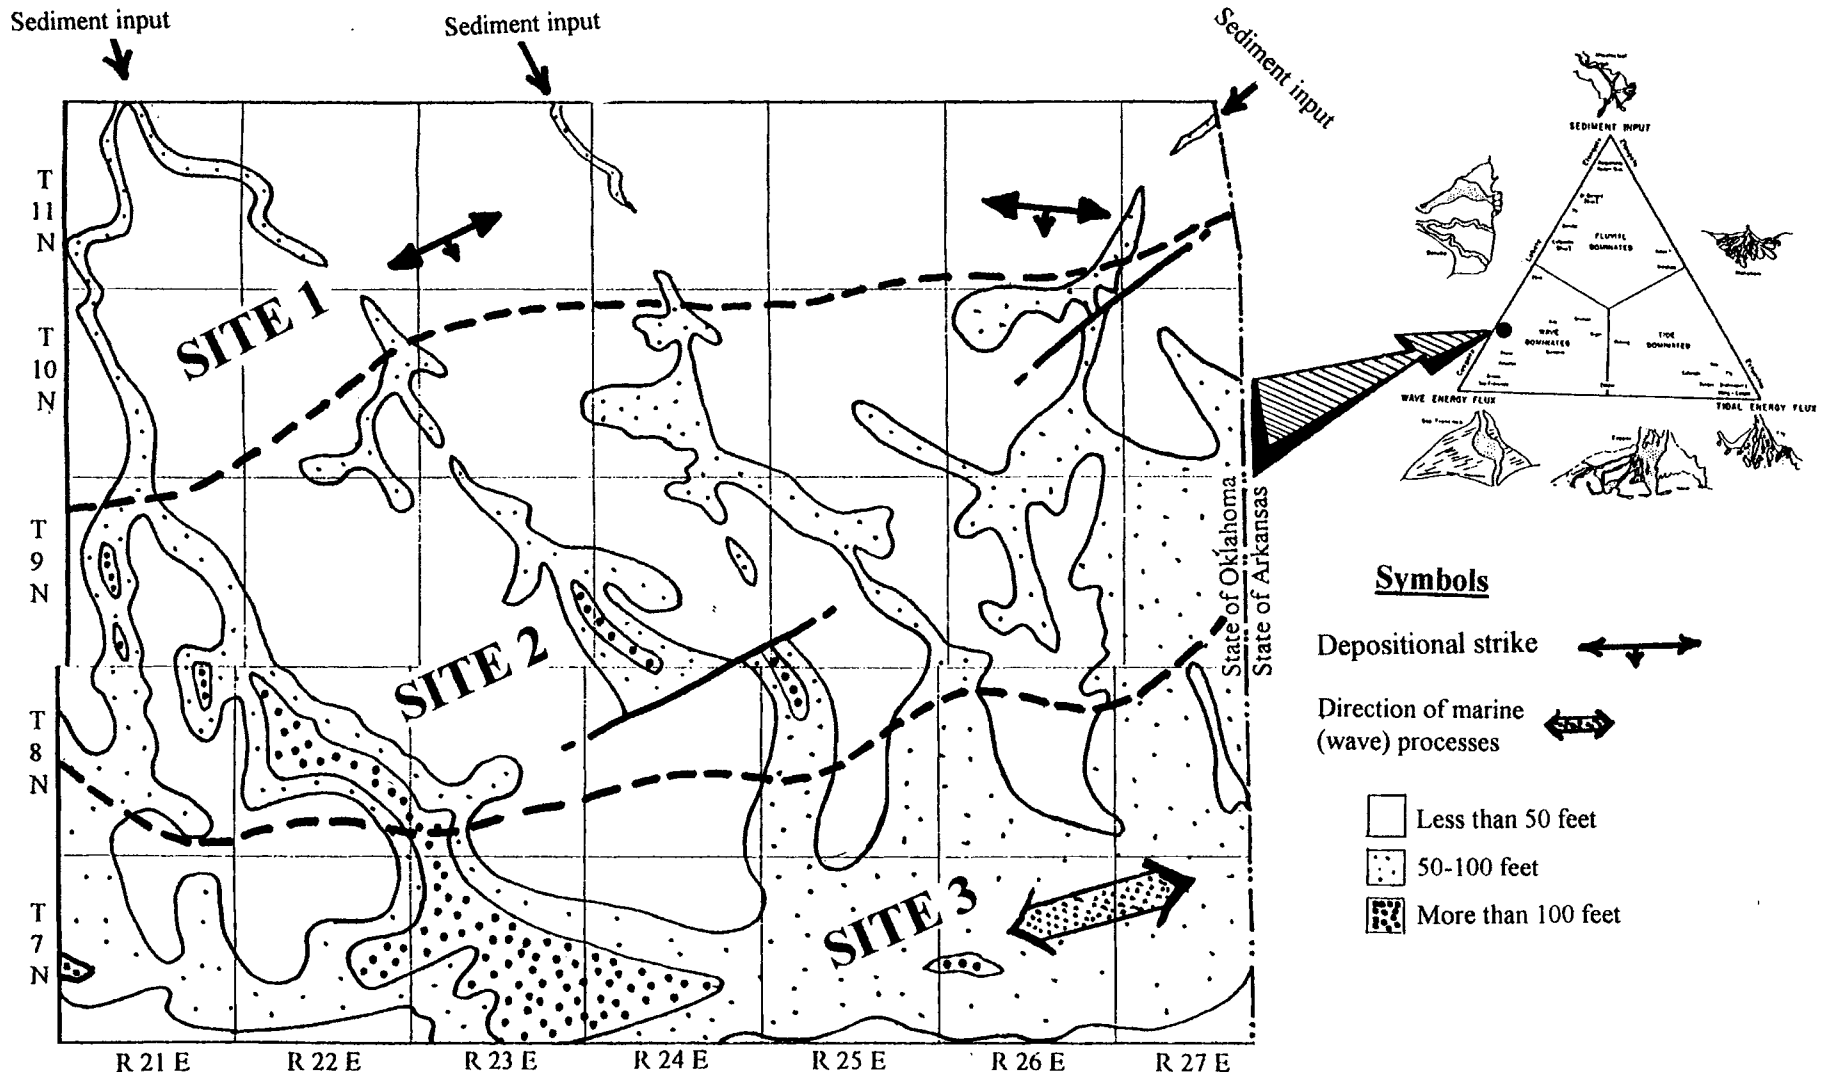 Sediment input
Sediment input
Sediment input
T
11
N
T
10
N
T
9
N
T
8
N
T
7
N
SITE 1
SITE 2
SITE 3
State of Oklahoma
State of Arkansas
R 21 E
R 22 E
R 23 E
R 24 E
R 25 E
R 26 E
R 27 E
SEDIMENT INPUT
FLUVIAL
DOMINATED
WAVE
DOMINATED
TIDE
DOMINATED
WAVE ENERGY FLUX
TIDAL ENERGY FLUX
Symbols
Depositional strike
Direction of marine
(wave) processes
Less than 50 feet
50-100 feet
More than 100 feet